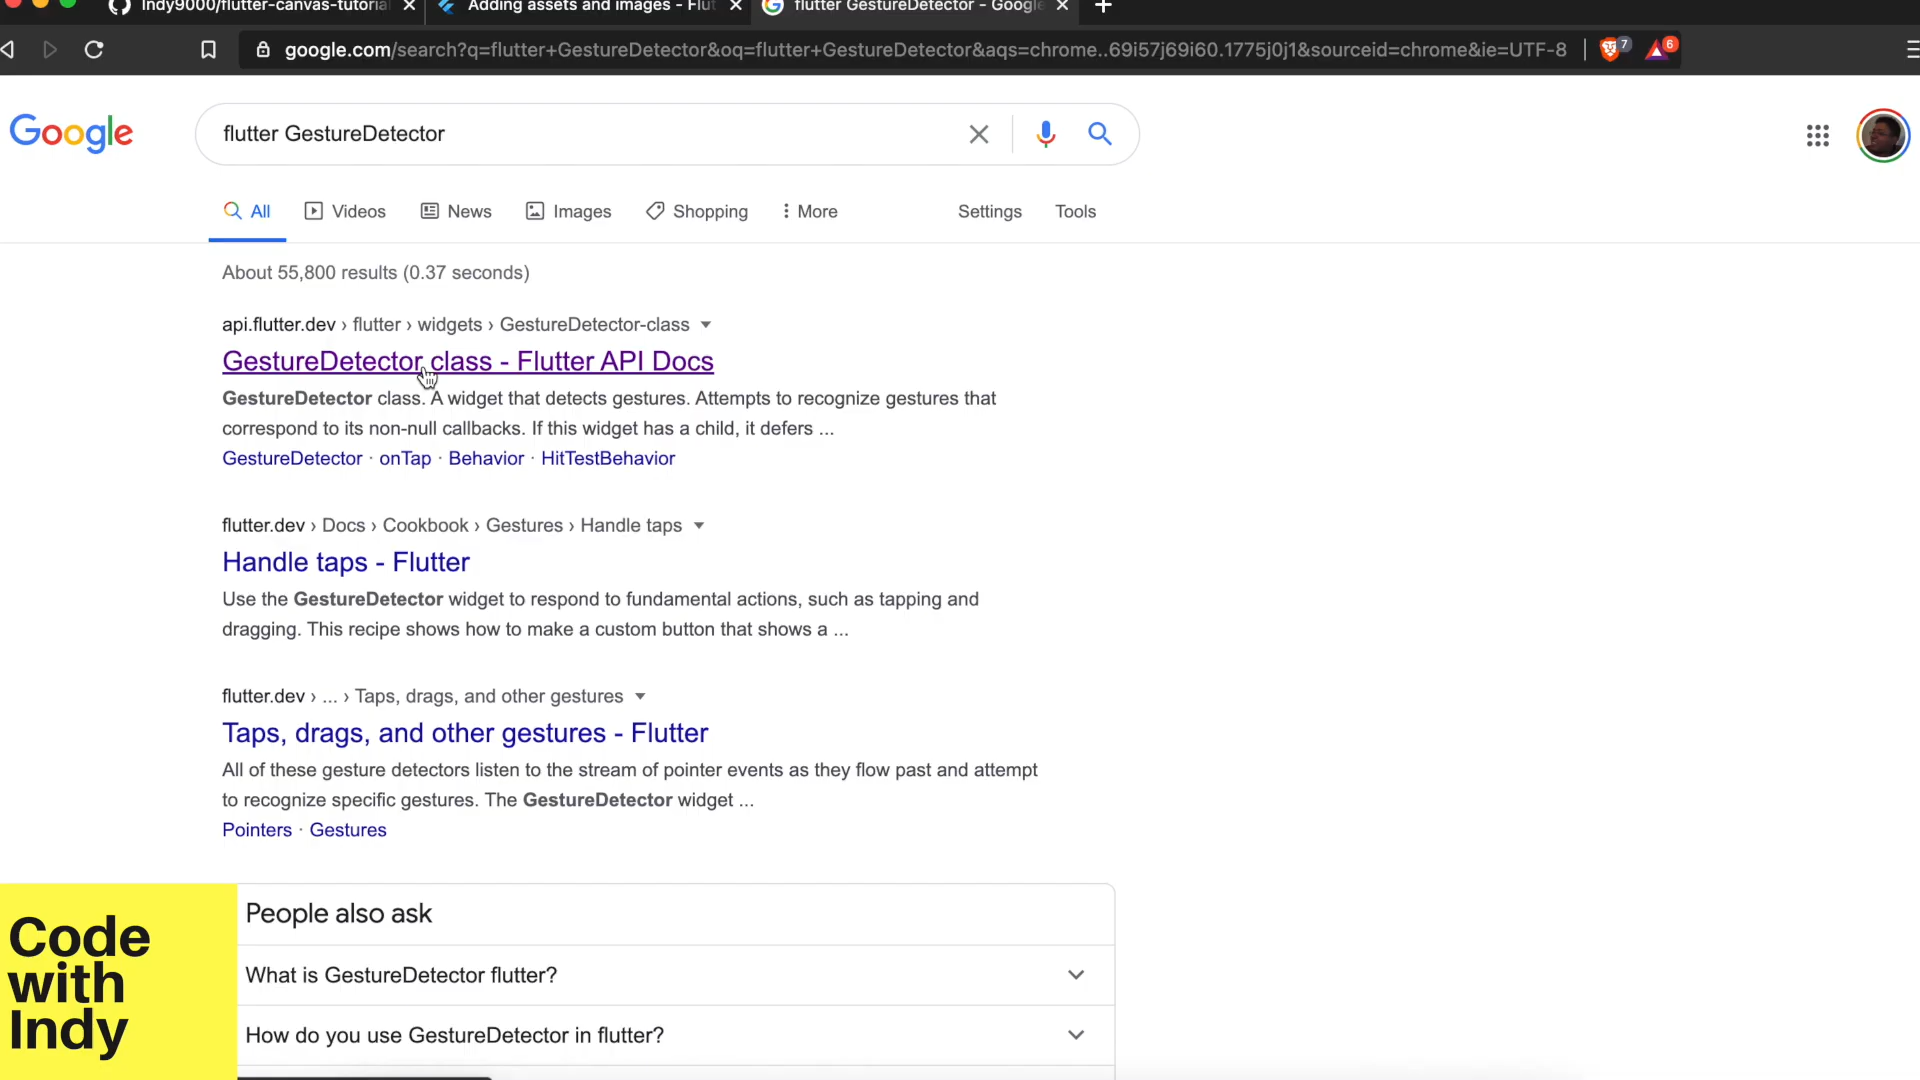 Indy9000/flutter-canvas-tutorial
Adding assets and images - Flut
flutter GestureDetector - Google
google.com/search?q=flutter+GestureDetector&oq=flutter+GestureDetector&aqs=chrome..69i57j69i60.1775j0j1&sourceid=chrome&ie=UTF-8
7
6
Google
flutter GestureDetector
All
Videos
News
Images
Shopping
More
Settings
Tools
About 55,800 results (0.37 seconds)
api.flutter.dev › flutter › widgets › GestureDetector-class
GestureDetector class - Flutter API Docs
GestureDetector class. A widget that detects gestures. Attempts to recognize gestures that
correspond to its non-null callbacks. If this widget has a child, it defers ...
GestureDetector · onTap · Behavior · HitTestBehavior
flutter.dev › Docs › Cookbook › Gestures › Handle taps
Handle taps - Flutter
Use the GestureDetector widget to respond to fundamental actions, such as tapping and
dragging. This recipe shows how to make a custom button that shows a ...
flutter.dev › ... › Taps, drags, and other gestures
Taps, drags, and other gestures - Flutter
All of these gesture detectors listen to the stream of pointer events as they flow past and attempt
to recognize specific gestures. The GestureDetector widget ...
Pointers · Gestures
People also ask
What is GestureDetector flutter?
How do you use GestureDetector in flutter?
Code
with
Indy